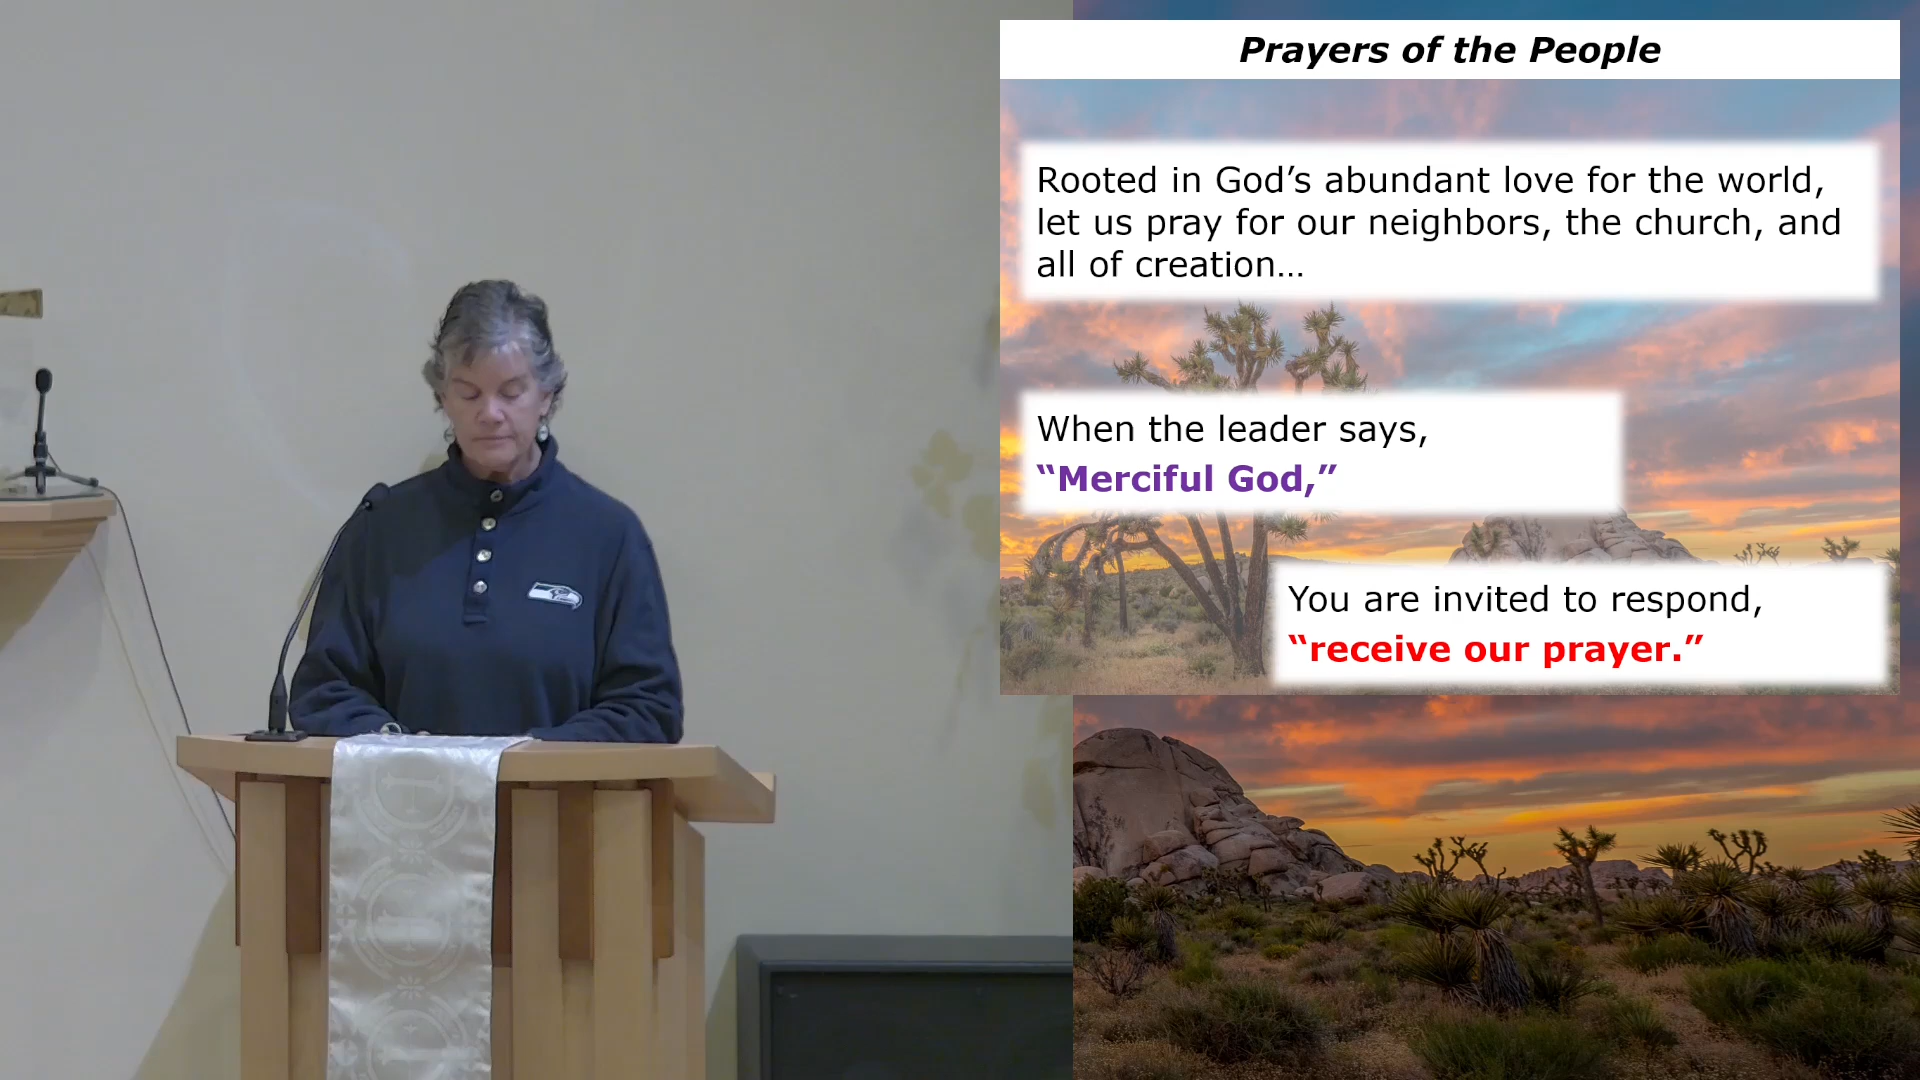 Prayers of the People
Rooted in God’s abundant love for the world,
let us pray for our neighbors, the church, and
all of creation…
When the leader says,
“Merciful God,”
You are invited to respond,
“receive our prayer.”